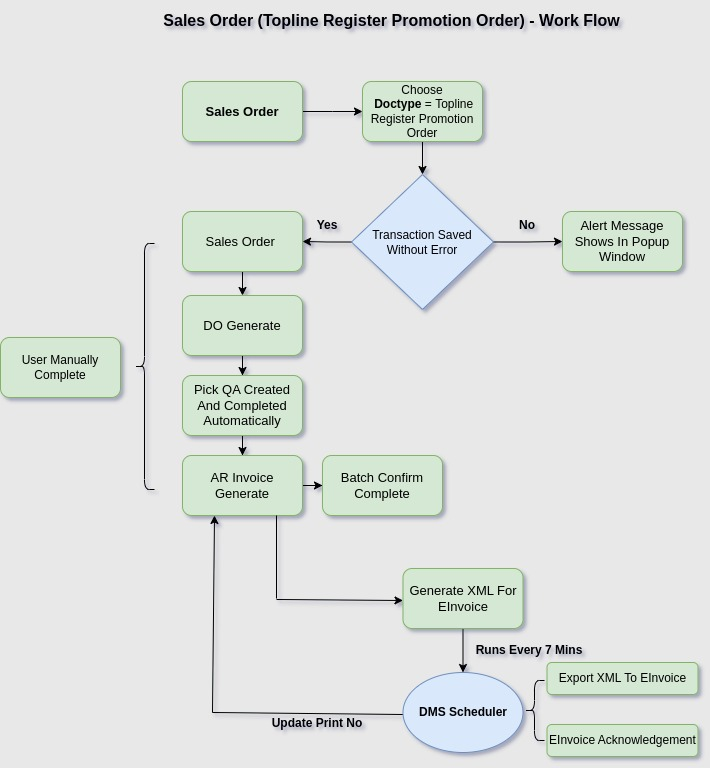 Sales Order (Topline Register Promotion Order) - Work Flow
Sales Order
Choose
Doctype = Topline
Register Promotion
Order
Transaction Saved
Without Error
Yes
No
Sales Order
Alert Message
Shows In Popup
Window
DO Generate
User Manually
Complete
Pick QA Created
And Completed
Automatically
AR Invoice
Generate
Batch Confirm
Complete
Generate XML For
EInvoice
Runs Every 7 Mins
Export XML To EInvoice
DMS Scheduler
Update Print No
EInvoice Acknowledgement